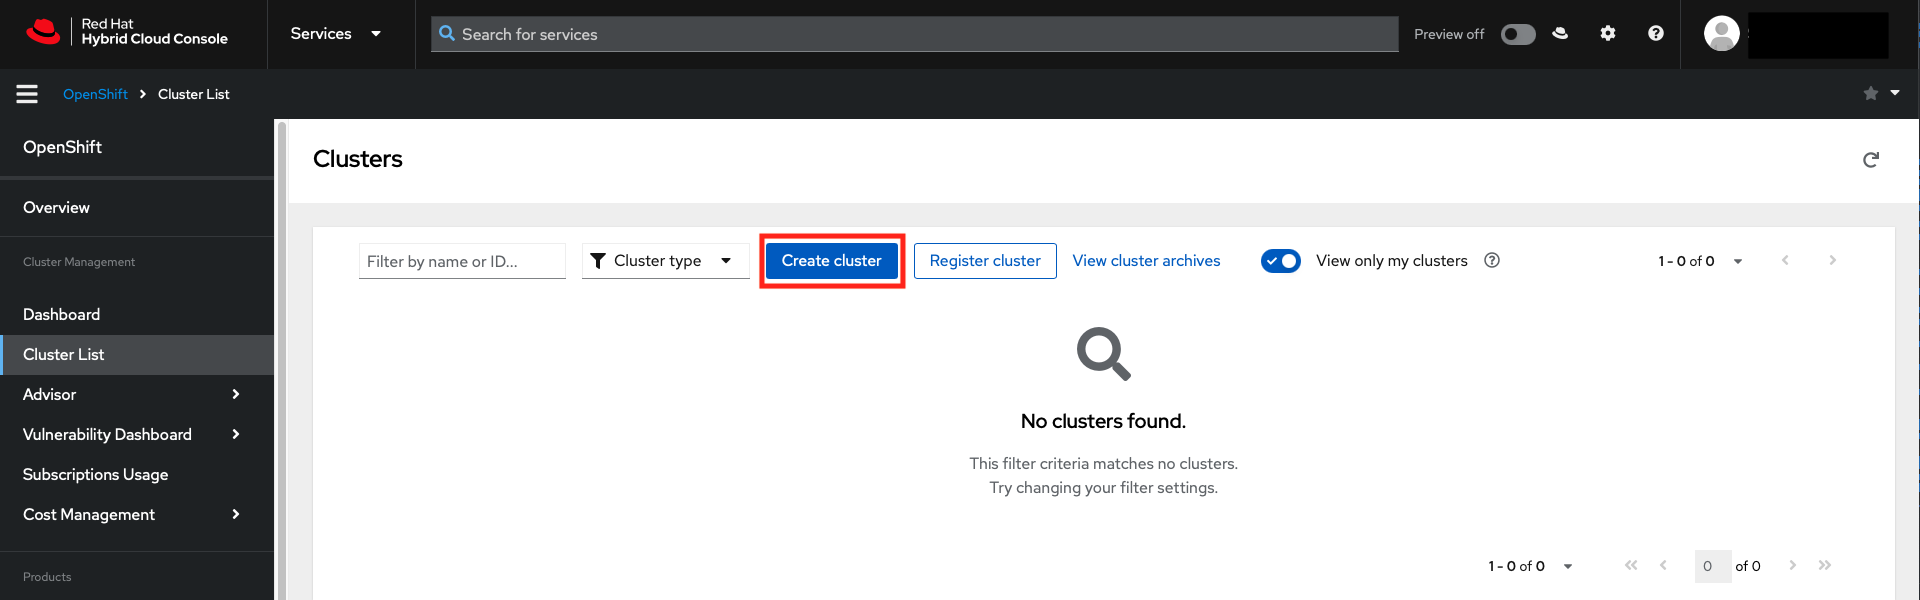 Red Hat
Hybrid Cloud Console
Services
Search for services
Preview off
OpenShift > Cluster List
OpenShift
Overview
Cluster Management
Dashboard
Cluster List
Advisor
Vulnerability Dashboard
Subscriptions Usage
Cost Management
Products
Clusters
Filter by name or ID...
Cluster type
Create cluster
Register cluster
View cluster archives
View only my clusters
1 - 0 of 0
No clusters found.
This filter criteria matches no clusters.
Try changing your filter settings.
1 - 0 of 0
0 of 0